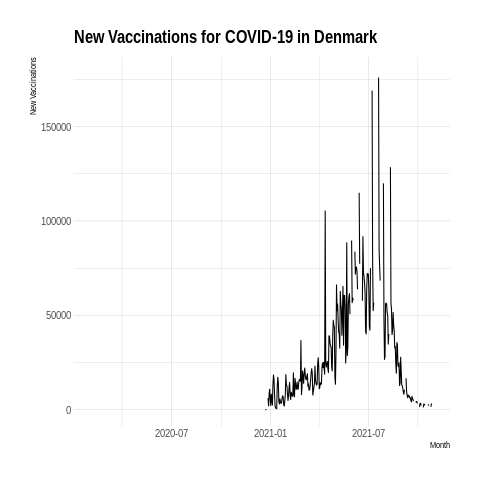 New Vaccinations for COVID-19 in Denmark
New Vaccinations
150000
100000
50000
0
2020-07
2021-01
2021-07
Month